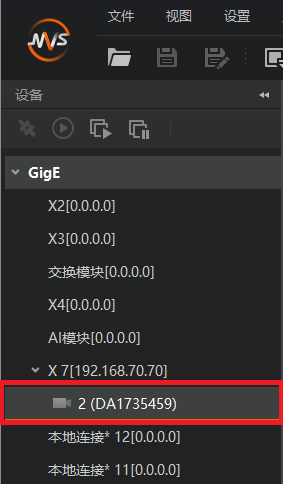 MVS
文件 视图 设置
设备
GigE
X2[0.0.0.0]
X3[0.0.0.0]
交换模块[0.0.0.0]
X4[0.0.0.0]
AI模块[0.0.0.0]
X 7[192.168.70.70]
2 (DA1735459)
本地连接* 12[0.0.0.0]
本地连接* 11[0.0.0.0]